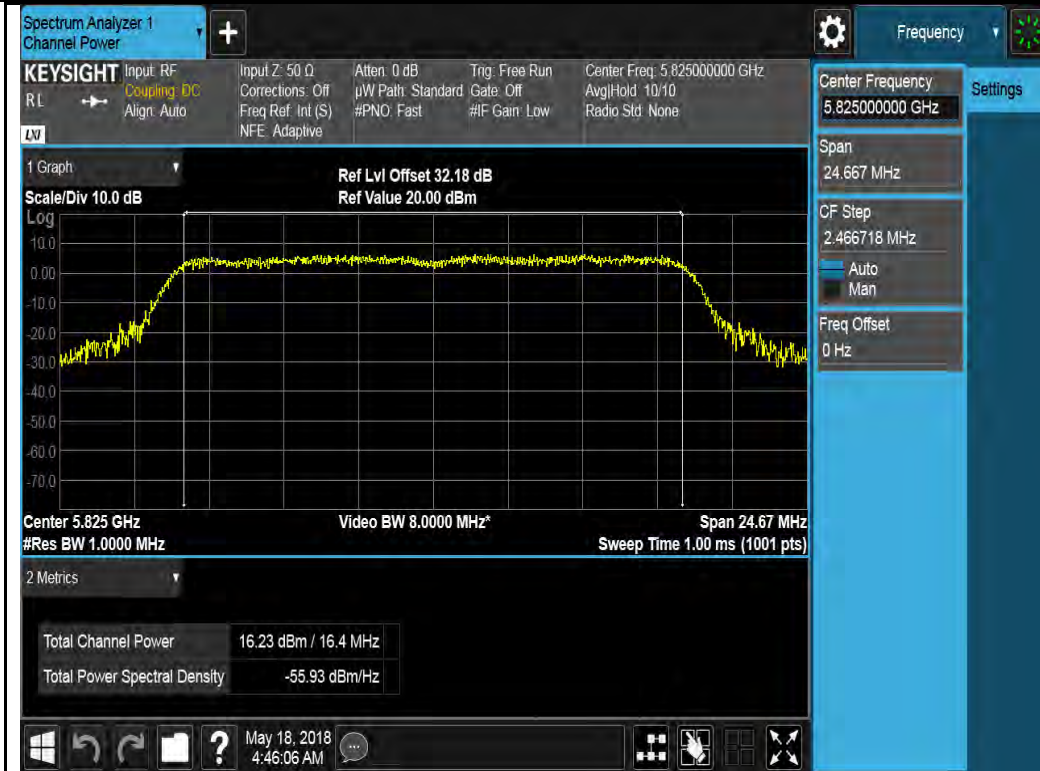 Spectrum Analyzer 1
Channel Power
+
Frequency
KEYSIGHT
RL
LXI
Input: RF
Coupling: DC
Align: Auto
Input Z: 50 Ω
Corrections: Off
Freq Ref: Int (S)
NFE: Adaptive
Atten: 0 dB
µW Path: Standard
#PNO: Fast
Trig: Free Run
Gate: Off
#IF Gain: Low
Center Freq: 5.825000000 GHz
Avg|Hold: 10/10
Radio Std: None
Center Frequency
5.825000000 GHz
Settings
Span
24.667 MHz
CF Step
2.466718 MHz
Auto
Man
Freq Offset
0 Hz
1 Graph
Ref Lvl Offset 32.18 dB
Scale/Div 10.0 dB
Ref Value 20.00 dBm
Log
10.0
0.00
-10.0
-20.0
-30.0
-40.0
-50.0
-60.0
-70.0
Center 5.825 GHz
Video BW 8.0000 MHz*
Span 24.67 MHz
#Res BW 1.0000 MHz
Sweep Time 1.00 ms (1001 pts)
2 Metrics
Total Channel Power
16.23 dBm / 16.4 MHz
Total Power Spectral Density
-55.93 dBm/Hz
?
May 18, 2018
4:46:06 AM